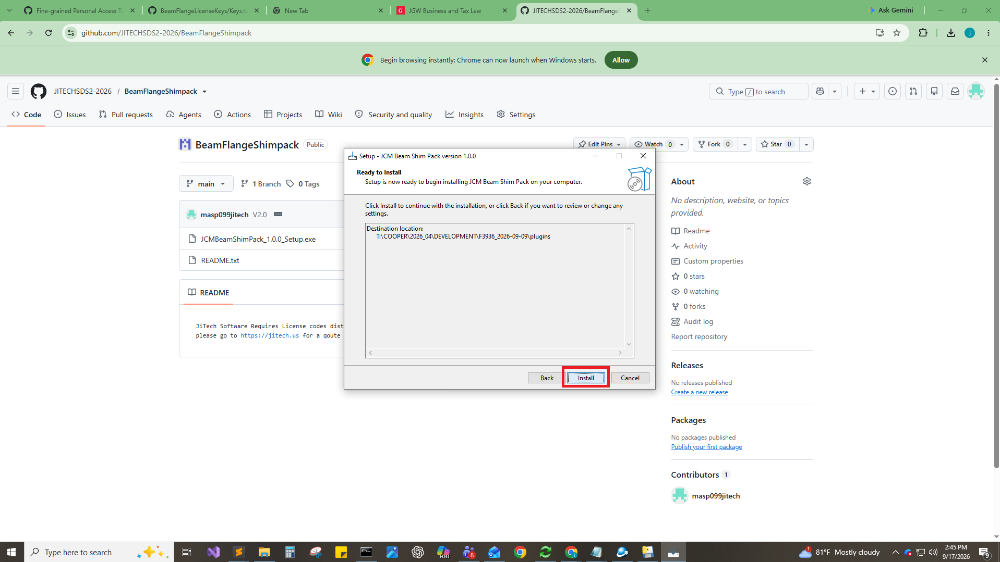 Fine-grained Personal Access To
BeamFlangeLicenseKeys/Keys.tx
New Tab
JGW Business and Tax Law
JITECHSDS2-2026/BeamFlangeS
Ask Gemini
github.com/JITECHSDS2-2026/BeamFlangeShimpack
j
Begin browsing instantly: Chrome can now launch when Windows starts.
Allow
JITECHSDS2-2026 / BeamFlangeShimpack
Type / to search
Code
Issues
Pull requests
Agents
Actions
Projects
Wiki
Security and quality
Insights
Settings
BeamFlangeShimpack
Public
Edit Pins
Watch 0
Fork 0
Star 0
main
1 Branch
0 Tags
masp099jitech V2.0
JCMBeamShimPack_1.0.0_Setup.exe
README.txt
README
JiTech Software Requires License codes dist
please go to https://jitech.us for a qoute
Setup - JCM Beam Shim Pack version 1.0.0
Ready to Install
Setup is now ready to begin installing JCM Beam Shim Pack on your computer.
Click Install to continue with the installation, or click Back if you want to review or change any
settings.
Destination location:
T:\COOPER\2026_04\DEVELOPMENT\F3936_2026-09-09\plugins
Back
Install
Cancel
About
No description, website, or topics
provided.
Readme
Activity
Custom properties
0 stars
0 watching
0 forks
Audit log
Report repository
Releases
No releases published
Create a new release
Packages
No packages published
Publish your first package
Contributors 1
masp099jitech
Type here to search
M365
8
1
81°F Mostly cloudy
2:45 PM
9/17/2026
9